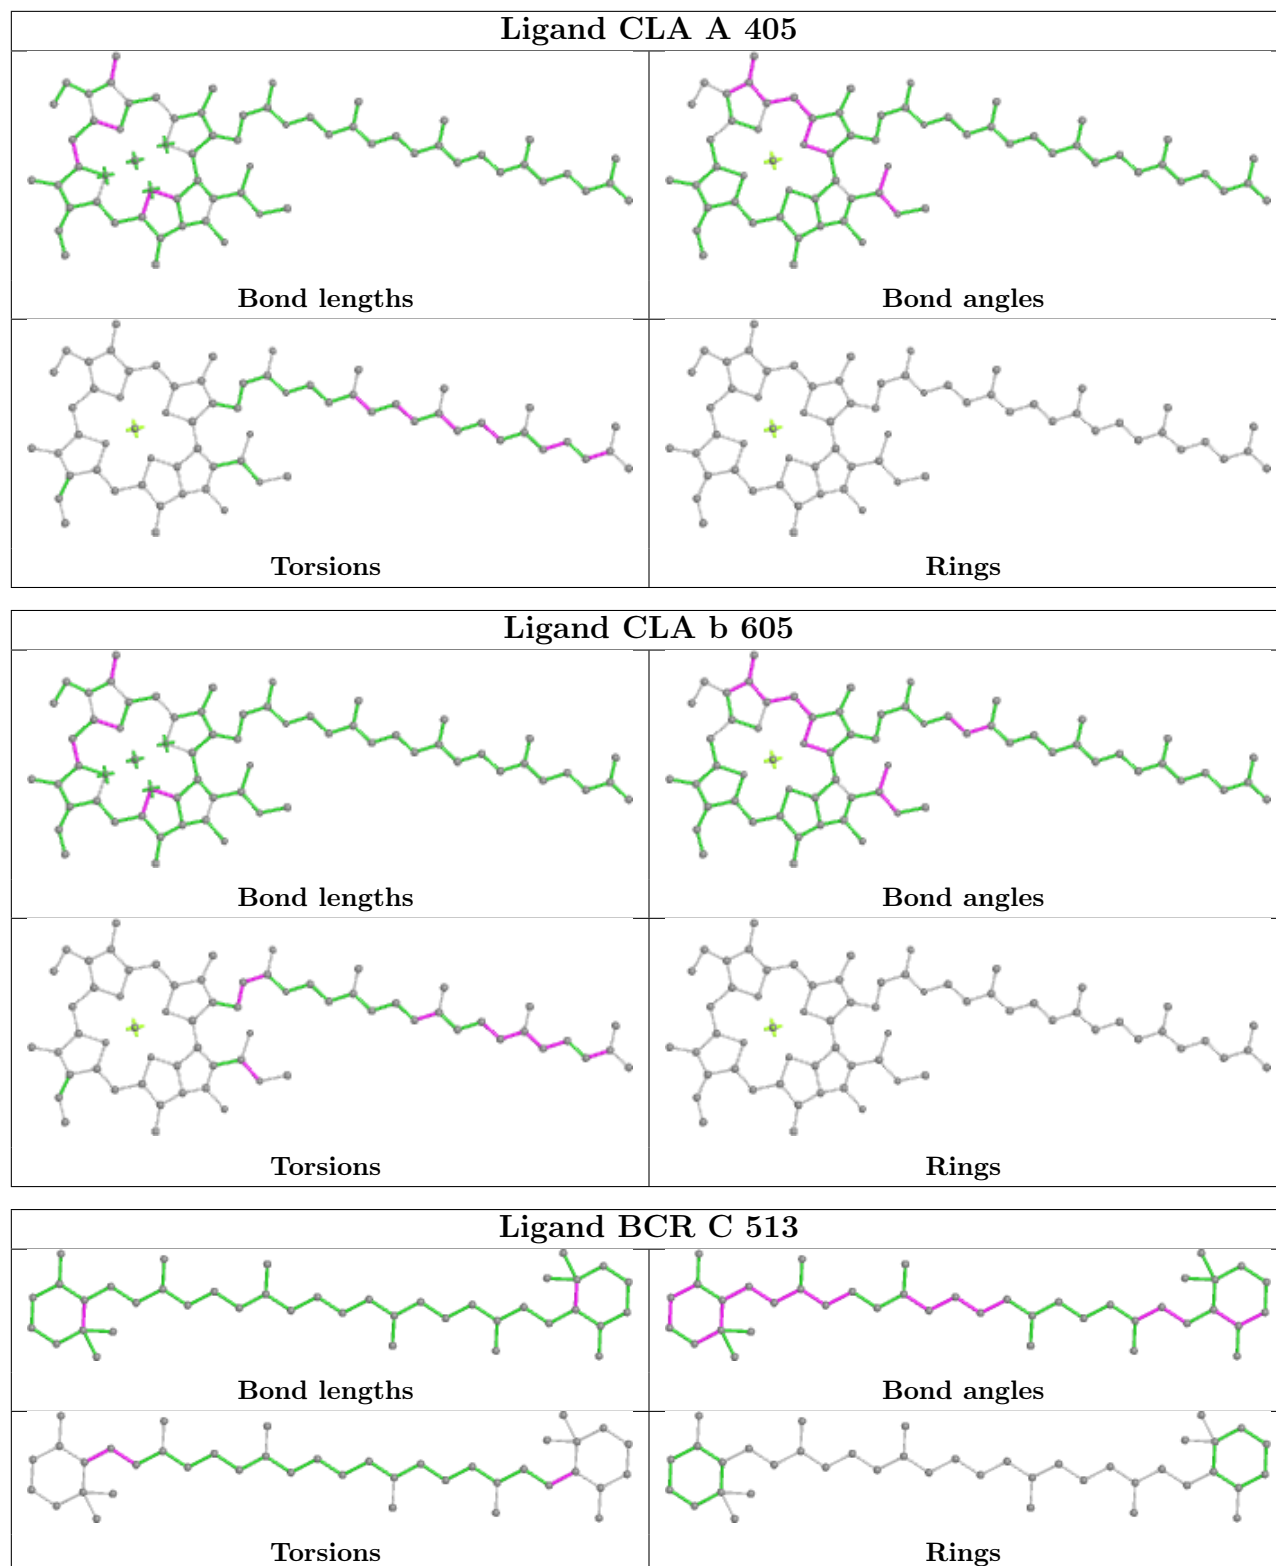 Ligand CLA A 405
Bond lengths
Bond angles
Torsions
Rings
Ligand CLA b 605
Bond lengths
Bond angles
Torsions
Rings
Ligand BCR C 513
Bond lengths
Bond angles
Torsions
Rings